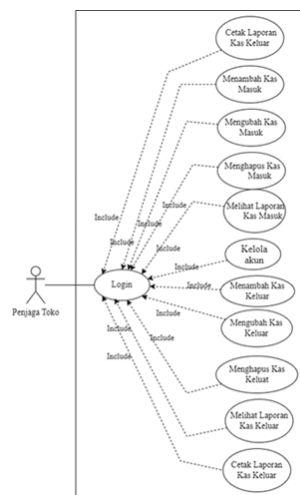 Cetak Laporan
Kas Keluar
Menambah Kas
Masuk
Mengubah Kas
Masuk
Menghapus Kas
Masuk
Melihat Laporan
Kas Masuk
Kelola
akun
Menambah Kas
Keluar
Mengubah Kas
Keluar
Menghapus Kas
Keluat
Melihat Laporan
Kas Keluar
Cetak Laporan
Kas Keluar
Include
Include
Include
Include
Include
Include
Include
Include
Include
Include
Login
Penjaga Toko